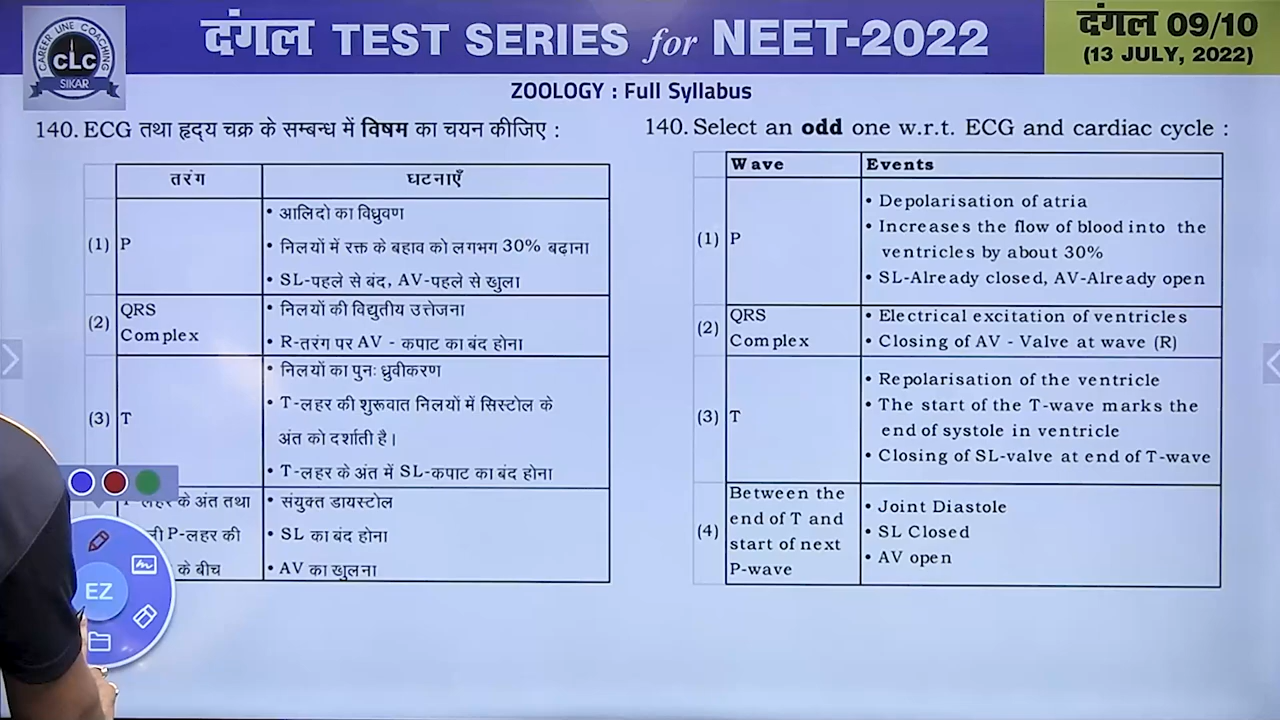 CAREER LINE COACHING
CLC
SIKAR
दंगल TEST SERIES for NEET-2022
दंगल 09/10
(13 JULY, 2022)
ZOOLOGY : Full Syllabus
140. ECG तथा हृद्य चक्र के सम्बन्ध में विषम का चयन कीजिए :
तरंग घटनाएँ
(1) P
• आलिदो का विध्रुवण
• निलयों में रक्त के बहाव को लगभग 30% बढ़ाना
• SL-पहले से बंद, AV-पहले से खुला
(2) QRS
Complex
• निलयों की विद्युतीय उत्तेजना
• R-तरंग पर AV - कपाट का बंद होना
(3) T
• निलयों का पुनः ध्रुवीकरण
• T-लहर की शुरूवात निलयों में सिस्टोल के
अंत को दर्शाती है।
• T-लहर के अंत में SL-कपाट का बंद होना
के अंत तथा
P-लहर की
के बीच
• संयुक्त डायस्टोल
• SL का बंद होना
• AV का खुलना
140. Select an odd one w.r.t. ECG and cardiac cycle :
Wave Events
(1) P
• Depolarisation of atria
• Increases the flow of blood into the
ventricles by about 30%
• SL-Already closed, AV-Already open
(2) QRS
Complex
• Electrical excitation of ventricles
• Closing of AV - Valve at wave (R)
(3) T
• Repolarisation of the ventricle
• The start of the T-wave marks the
end of systole in ventricle
• Closing of SL-valve at end of T-wave
(4) Between the
end of T and
start of next
P-wave
• Joint Diastole
• SL Closed
• AV open
EZ